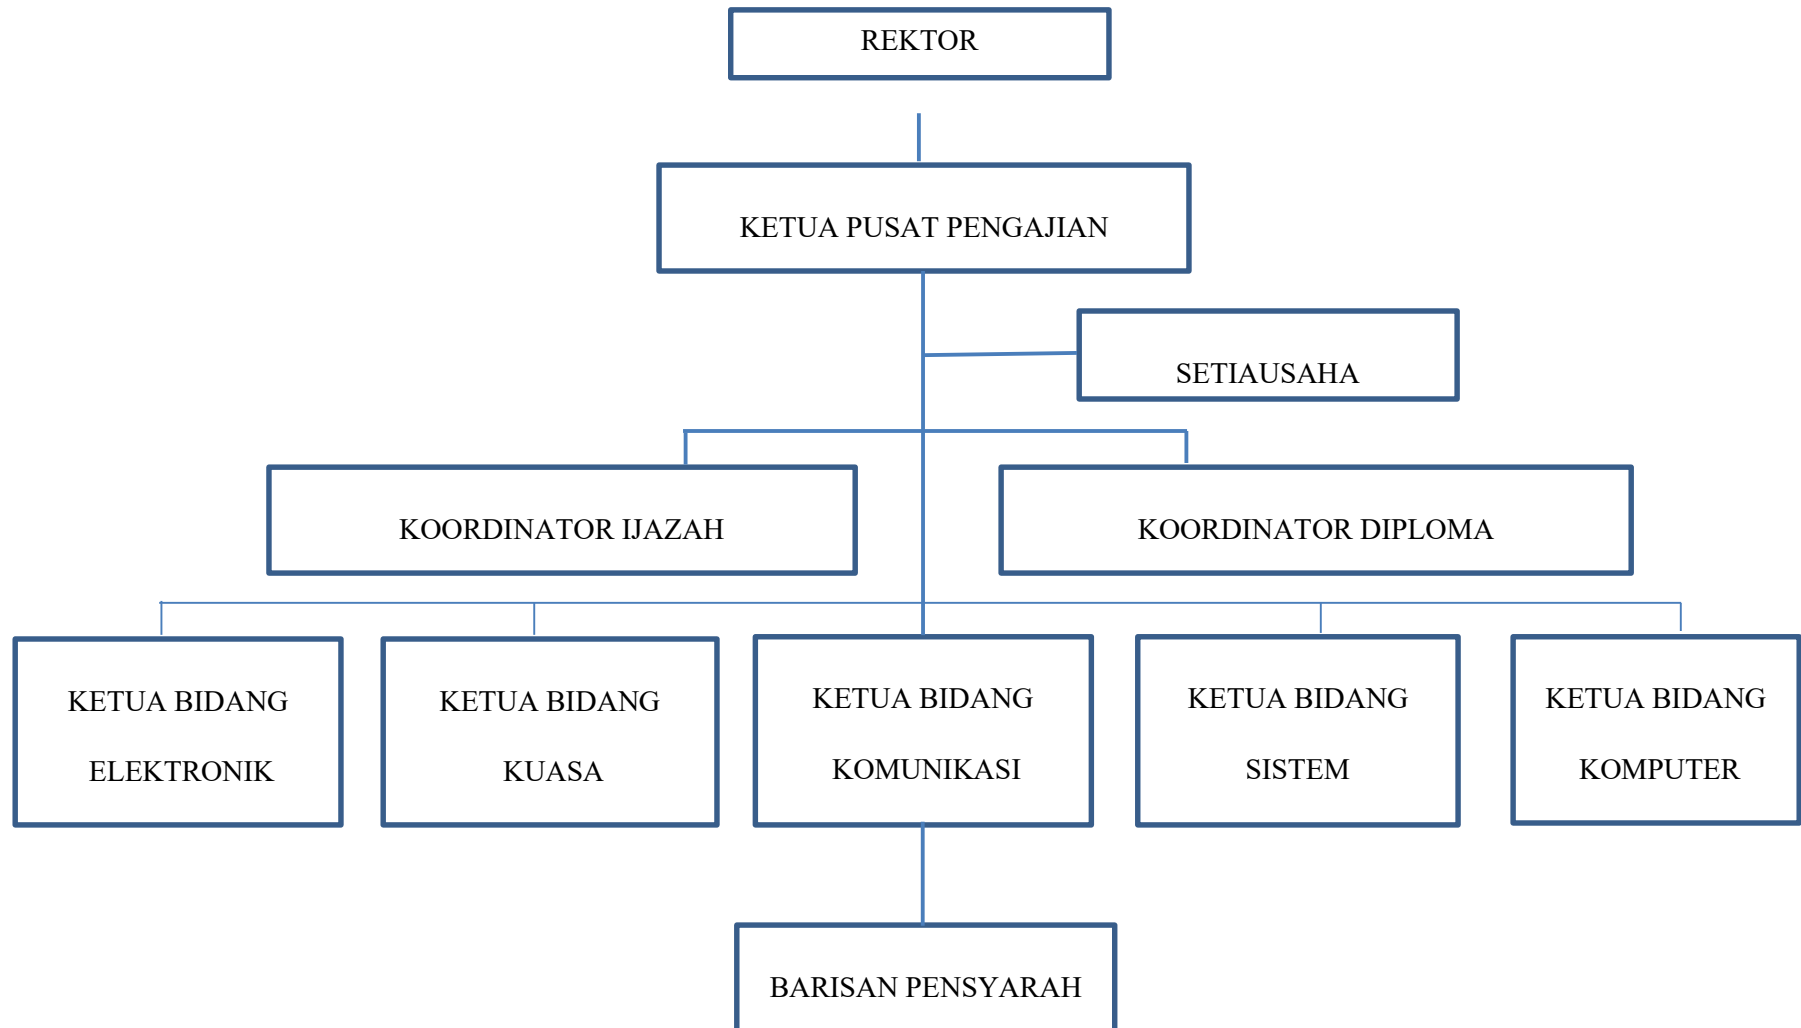 REKTOR
KETUA PUSAT PENGAJIAN
SETIAUSAHA
KOORDINATOR IJAZAH
KOORDINATOR DIPLOMA
KETUA BIDANG
ELEKTRONIK
KETUA BIDANG
KUASA
KETUA BIDANG
KOMUNIKASI
KETUA BIDANG
SISTEM
KETUA BIDANG
KOMPUTER
BARISAN PENSYARAH